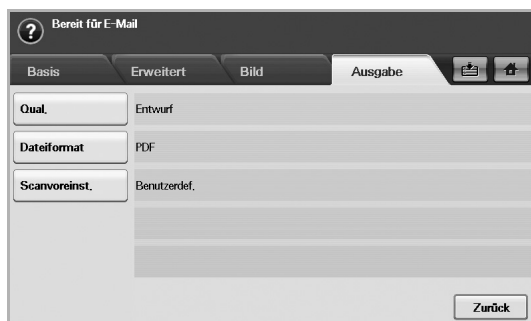 Bereit für E-Mail
Basis Erweitert Bild Ausgabe
Qual. Entwurf
Dateiformat PDF
Scanvoreinst. Benutzerdef.
Zurück